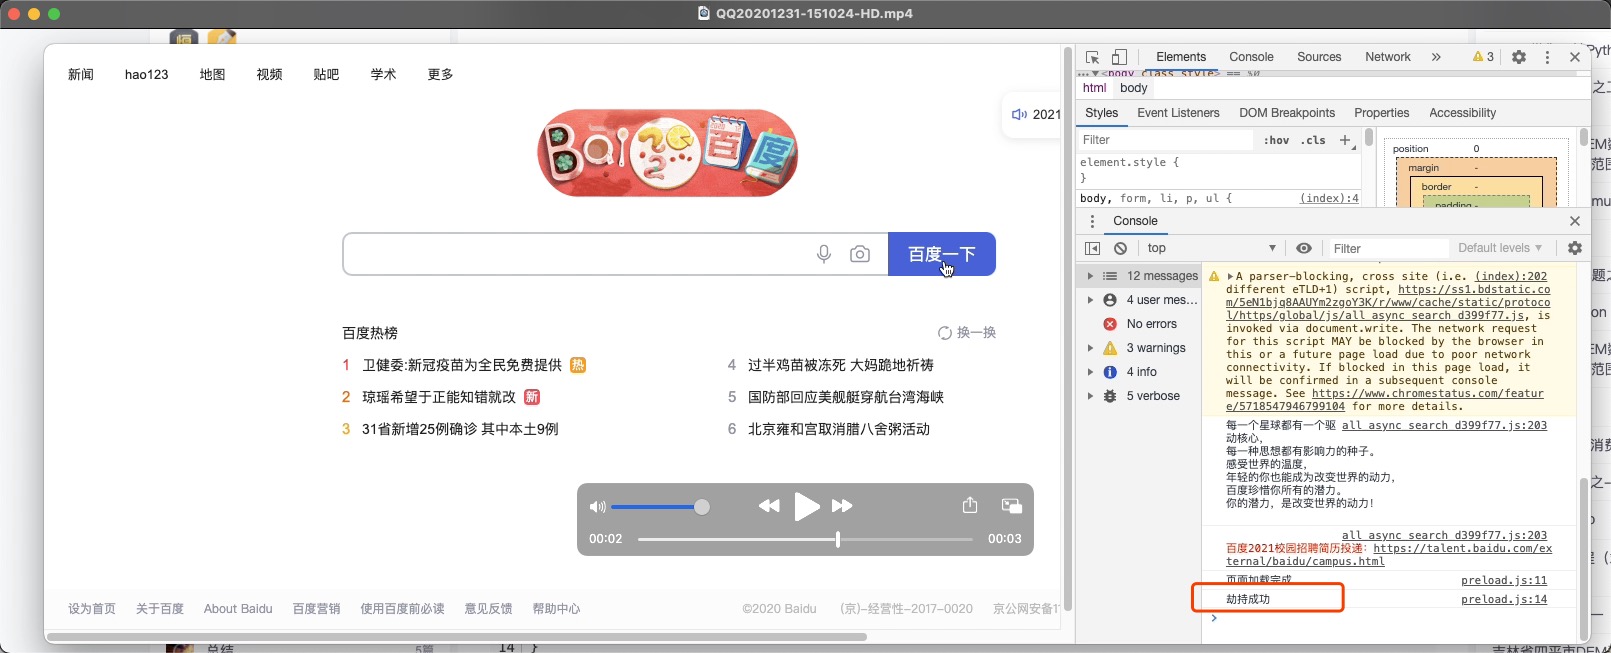 QQ20201231-151024-HD.mp4
新闻 hao123 地图 视频 贴吧 学术 更多
2021
Bai 百度
百度一下
百度热榜
换一换
1 卫健委:新冠疫苗为全民免费提供 热
2 琼瑶希望于正能知错就改 新
3 31省新增25例确诊 其中本土9例
4 过半鸡苗被冻死 大妈跪地祈祷
5 国防部回应美舰艇穿航台湾海峡
6 北京雍和宫取消腊八舍粥活动
00:02 00:03
设为首页 关于百度 About Baidu 百度营销 使用百度前必读 意见反馈 帮助中心 ©2020 Baidu (京)-经营性-2017-0020 京公网安备1
Elements Console Sources Network » 3
<body class style> ==
html body
Styles Event Listeners DOM Breakpoints Properties Accessibility
Filter :hov .cls +
element.style {
}
body, form, li, p, ul { (index):4
position 0
margin -
border -
padding -
Console
top Filter Default levels ▼
12 messages
4 user mes...
No errors
3 warnings
4 info
5 verbose
A parser-blocking, cross site (i.e. (index):202
different eTLD+1) script, https://ss1.bdstatic.co
m/5eN1bjq8AAUYm2zgoY3K/r/www/cache/static/protoco
l/https/global/js/all_async_search_d399f77.js, is
invoked via document.write. The network request
for this script MAY be blocked by the browser in
this or a future page load due to poor network
connectivity. If blocked in this page load, it
will be confirmed in a subsequent console
message. See https://www.chromestatus.com/featur
e/5718547946799104 for more details.
每一个星球都有一个驱 all_async_search_d399f77.js:203
动核心，
每一种思想都有影响力的种子。
感受世界的温度，
年轻的你也能成为改变世界的动力，
百度珍惜你所有的潜力。
你的潜力，是改变世界的动力！
all_async_search_d399f77.js:203
百度2021校园招聘简历投递：https://talent.baidu.com/ex
ternal/baidu/campus.html
页面加载完成 preload.js:11
劫持成功 preload.js:14
总结 5篇 14 }